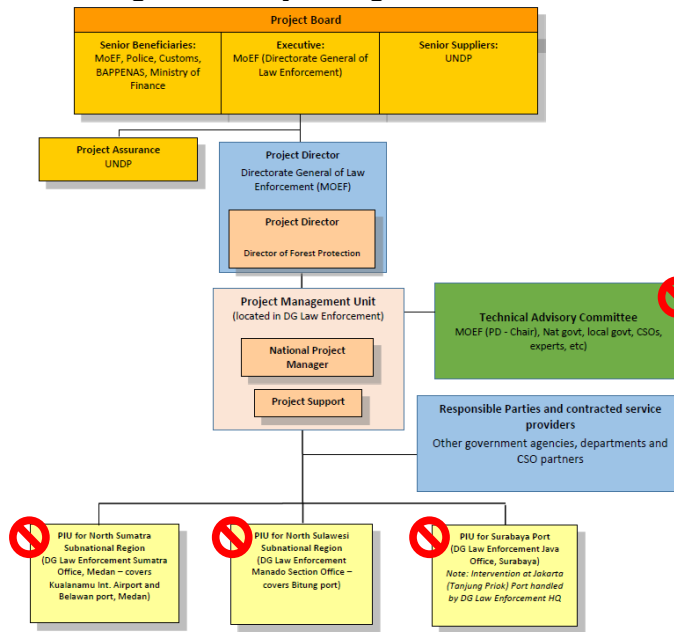 Project Board
Senior Beneficiaries:
MoEF, Police, Customs,
BAPPENAS, Ministry of
Finance
Executive:
MoEF (Directorate General of
Law Enforcement)
Senior Suppliers:
UNDP
Project Assurance
UNDP
Project Director
Directorate General of Law
Enforcement (MOEF)
Project Director
Director of Forest Protection
Project Management Unit
(located in DG Law Enforcement)
National Project
Manager
Project Support
Technical Advisory Committee
MOEF (PD - Chair), Nat govt, local govt, CSOs,
experts, etc)
Responsible Parties and contracted service
providers
Other government agencies, departments and
CSO partners
PIU for North Sumatra
Subnational Region
(DG Law Enforcement Sumatra
Office, Medan – covers
Kualanamu Int. Airport and
Belawan port, Medan)
PIU for North Sulawesi
Subnational Region
(DG Law Enforcement
Manado Section Office –
covers Bitung port)
PIU for Surabaya Port
(DG Law Enforcement Java
Office, Surabaya)
Note: Intervention at Jakarta
(Tanjung Priok) Port handled
by DG Law Enforcement HQ